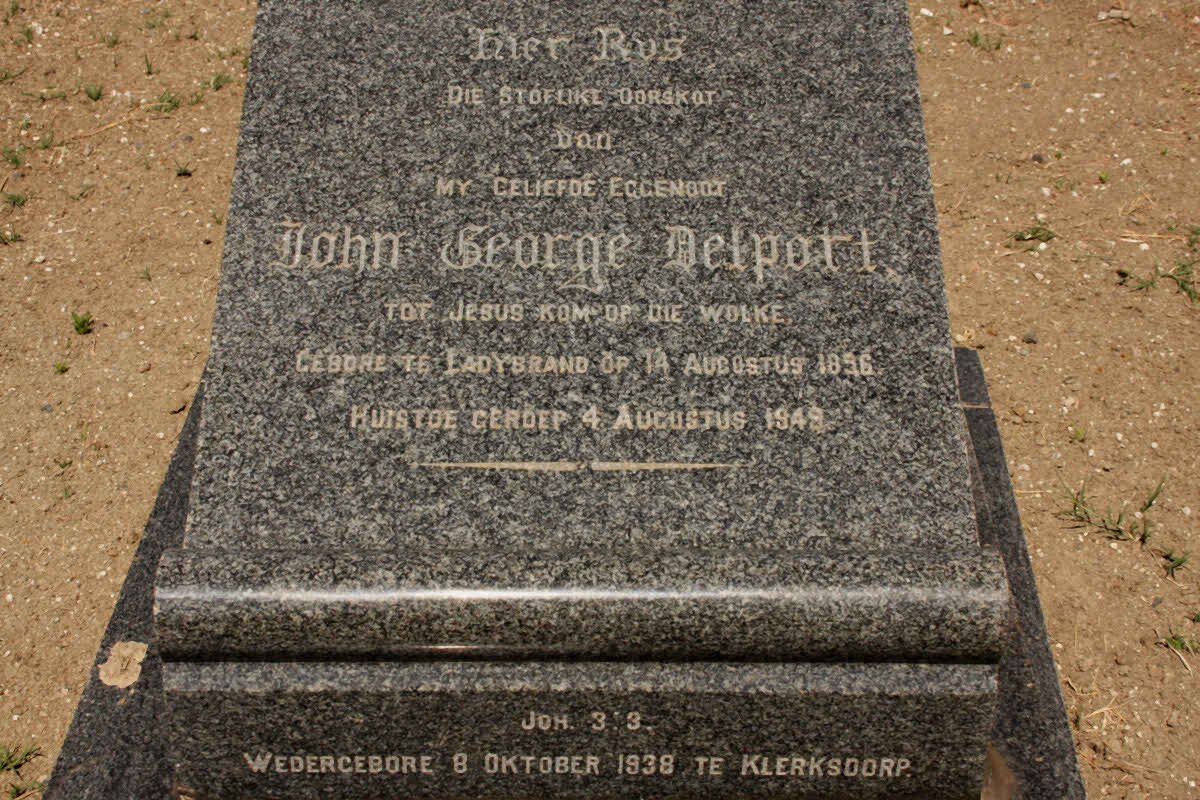 Hier Rus
DIE STOFLIKE OORSKOT
van
MY GELIEFDE EGGENOOT
John George Delport.
TOT JESUS KOM OP DIE WOLKE.
GEBORE TE LADYBRAND OP 14 AUGUSTUS 1896.
HUISTOE GEROEP 4 AUGUSTUS 1949.
JOH. 3:3.
WEDERGEBORE 8 OKTOBER 1938 TE KLERKSDORP.